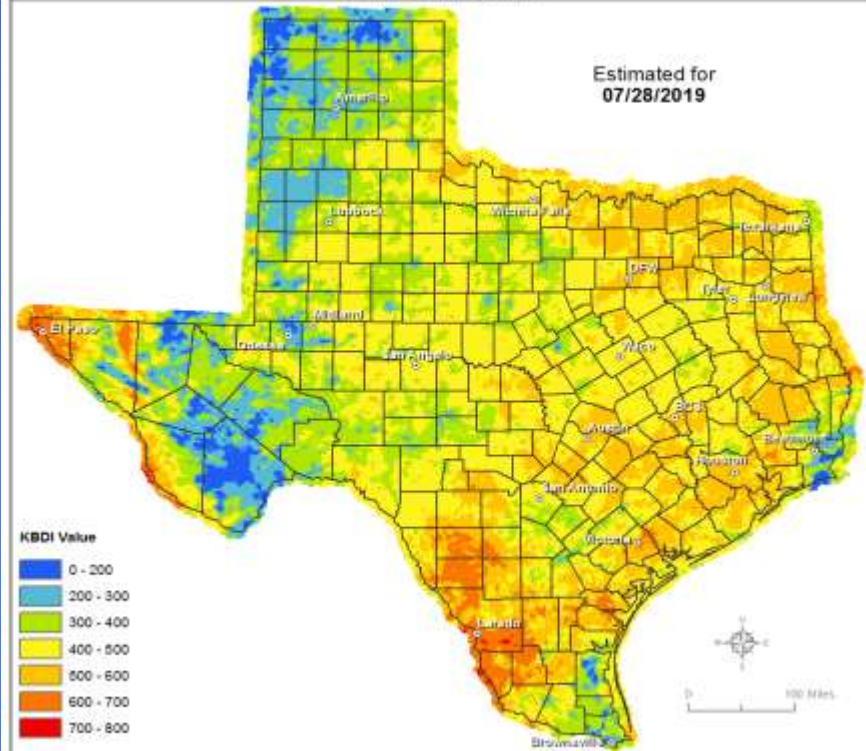 Estimated for
07/28/2019
Amarillo
Lubbock
Wichita Falls
Texarkana
DFW
Tyler
Longview
El Paso
Midland
Odessa
San Angelo
Waco
BCS
Austin
Beaumont
Houston
San Antonio
Victoria
Laredo
Brownsville
KBDI Value
0 - 200
200 - 300
300 - 400
400 - 500
500 - 600
600 - 700
700 - 800
0
100 Miles